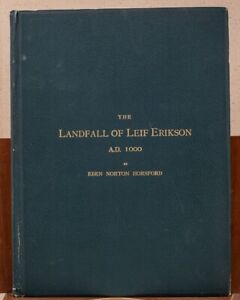 THE
LANDFALL OF LEIF ERIKSON
A.D. 1000
BY
EBEN NORTON HORSFORD